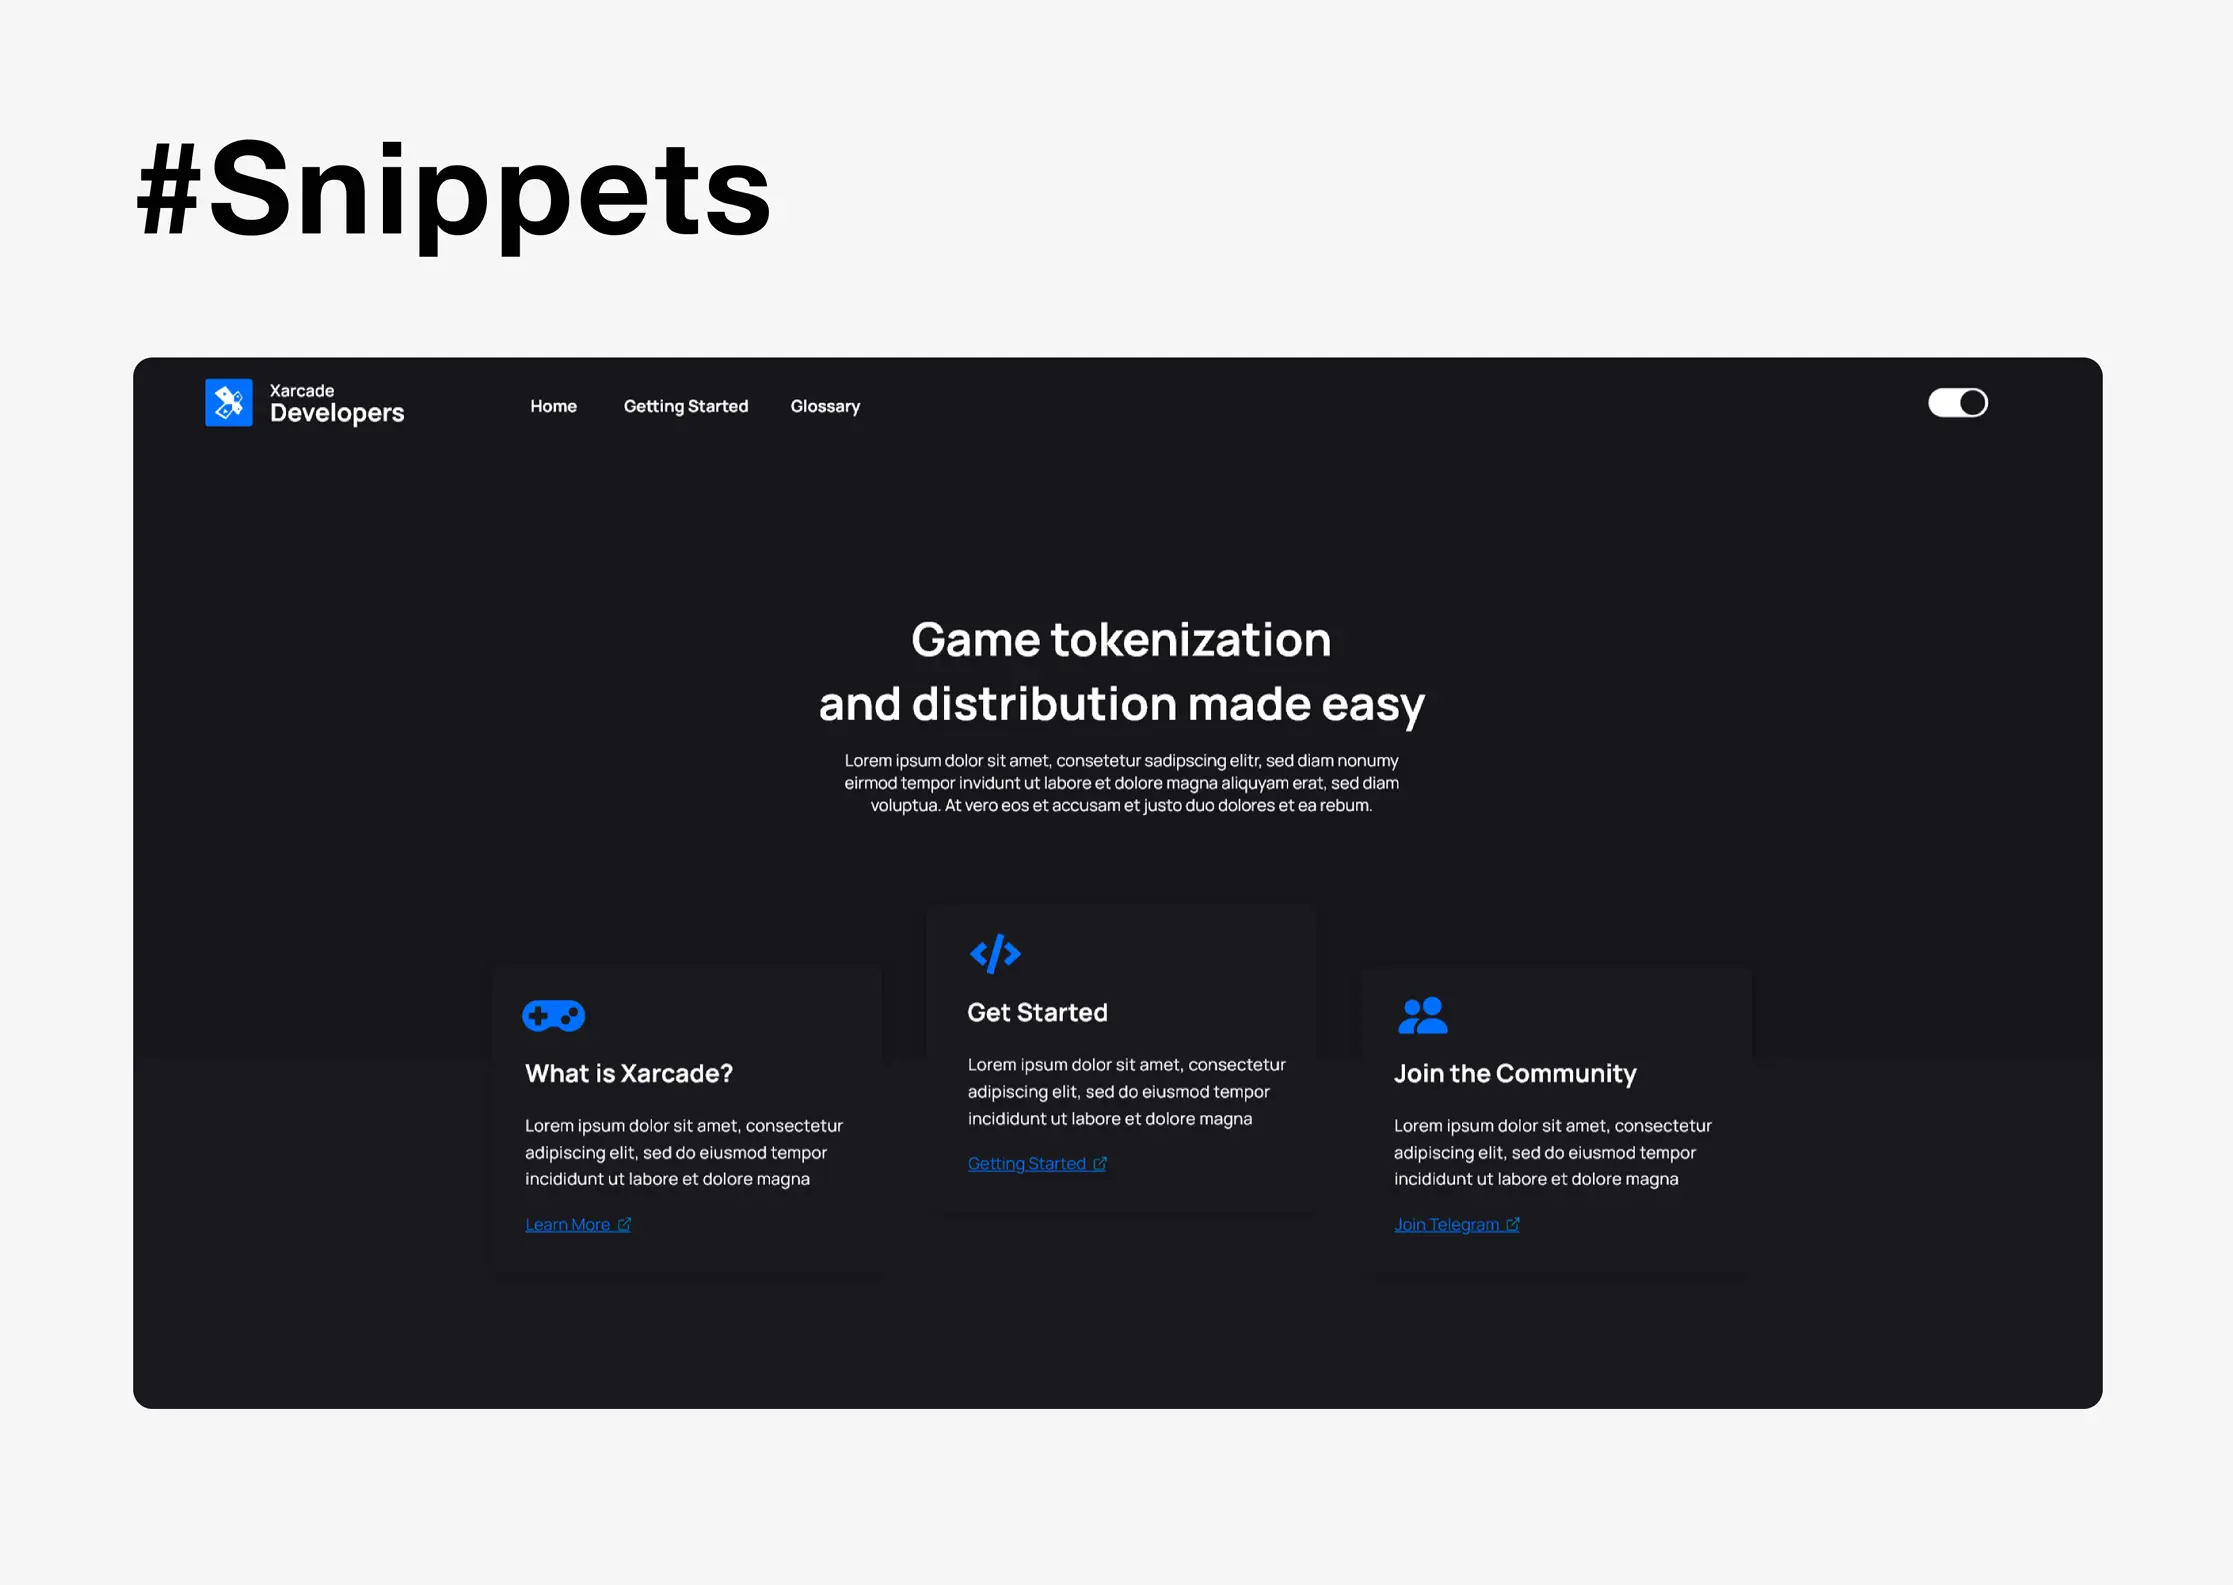 #Snippets
Xarcade
Developers
Home
Getting Started
Glossary
Game tokenization
and distribution made easy
Lorem ipsum dolor sit amet, consetetur sadipscing elitr, sed diam nonumy
eirmod tempor invidunt ut labore et dolore magna aliquyam erat, sed diam
voluptua. At vero eos et accusam et justo duo dolores et ea rebum.
What is Xarcade?
Lorem ipsum dolor sit amet, consectetur
adipiscing elit, sed do eiusmod tempor
incididunt ut labore et dolore magna
Learn More
Get Started
Lorem ipsum dolor sit amet, consectetur
adipiscing elit, sed do eiusmod tempor
incididunt ut labore et dolore magna
Getting Started
Join the Community
Lorem ipsum dolor sit amet, consectetur
adipiscing elit, sed do eiusmod tempor
incididunt ut labore et dolore magna
Join Telegram